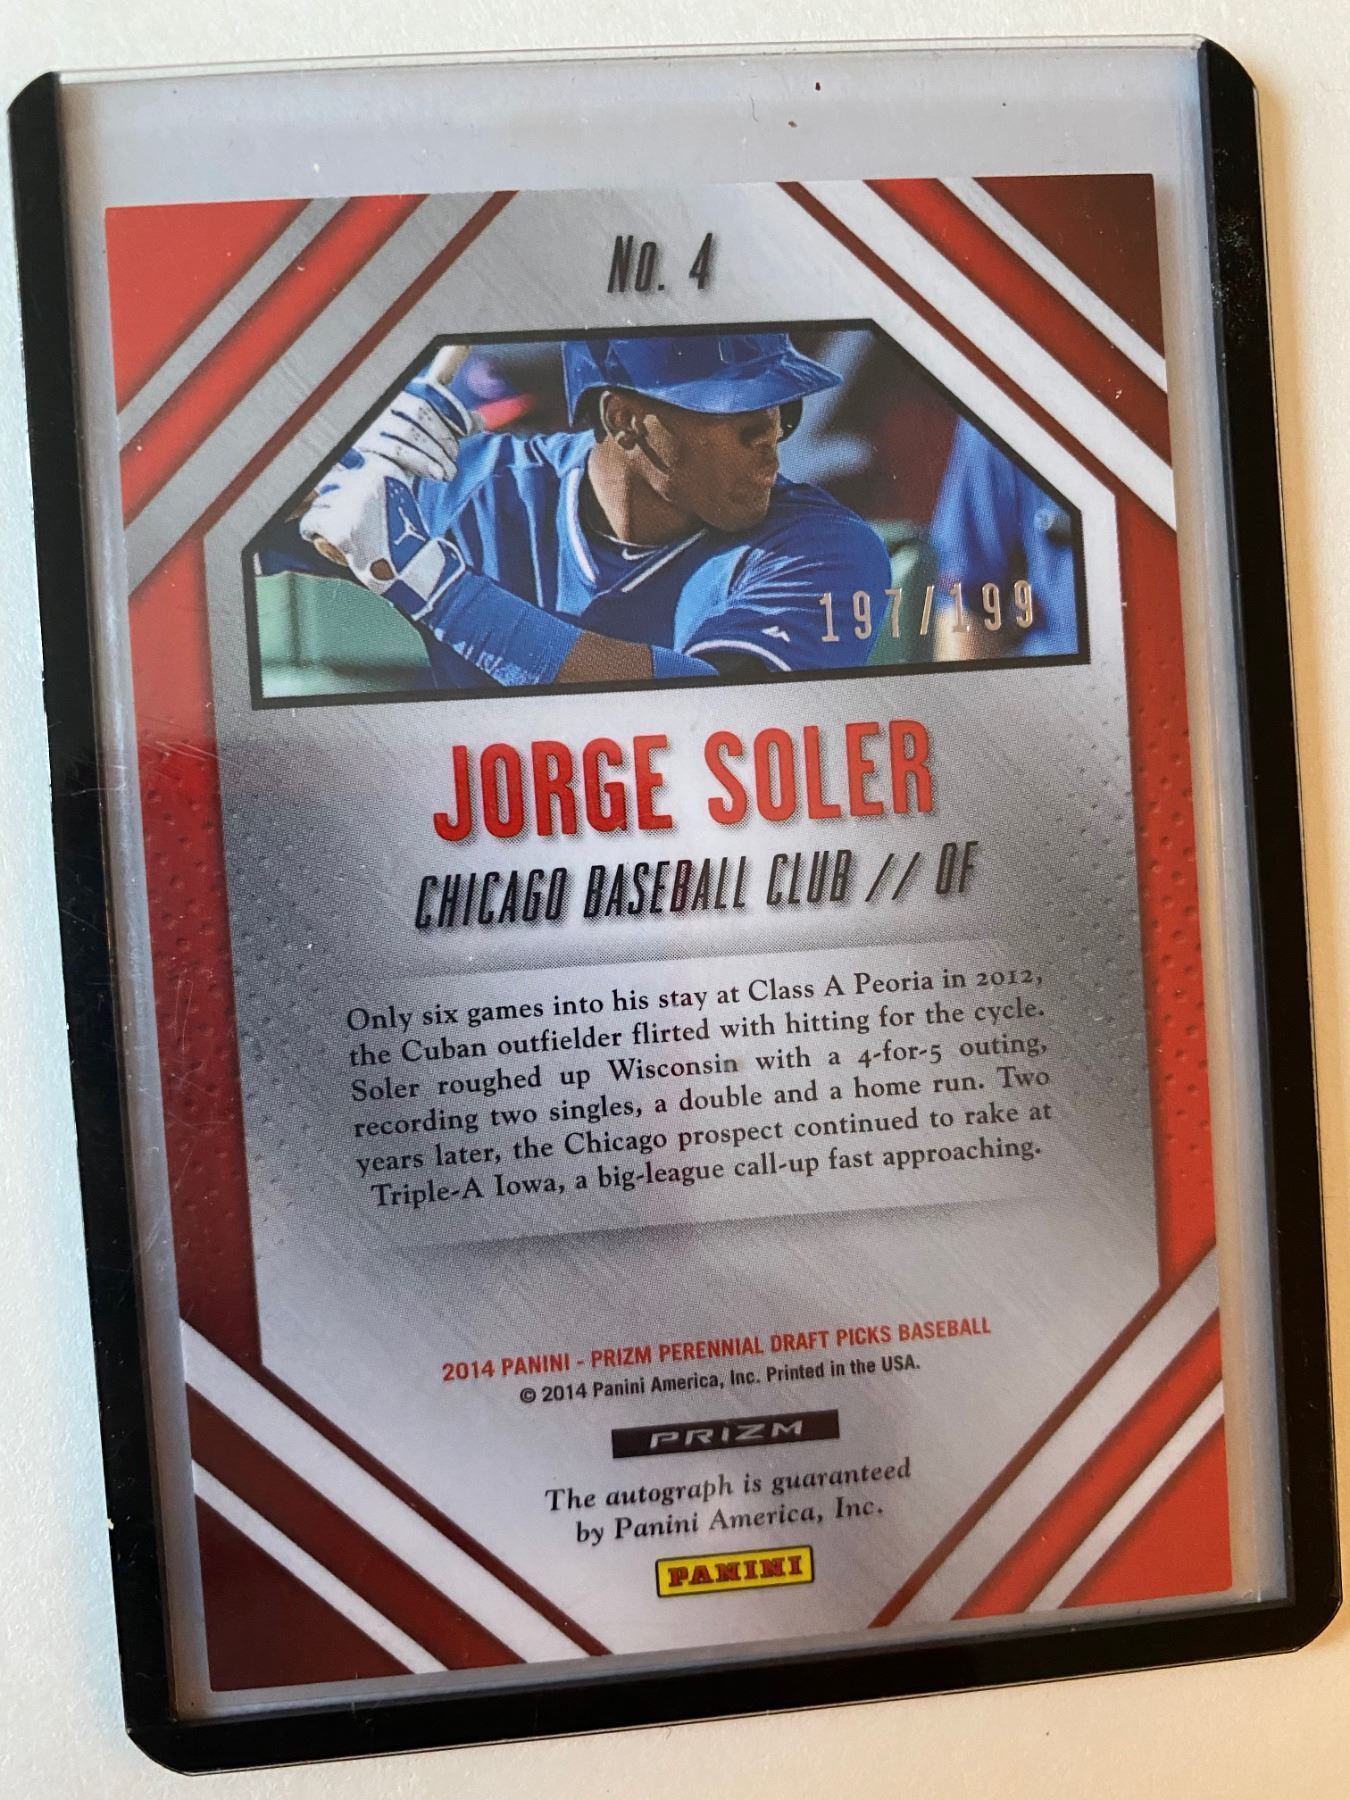 No. 4
197/199
JORGE SOLER
CHICAGO BASEBALL CLUB // OF
Only six games into his stay at Class A Peoria in 2012,
the Cuban outfielder flirted with hitting for the cycle.
Soler roughed up Wisconsin with a 4-for-5 outing,
recording two singles, a double and a home run. Two
years later, the Chicago prospect continued to rake at
Triple-A Iowa, a big-league call-up fast approaching.
2014 PANINI - PRIZM PERENNIAL DRAFT PICKS BASEBALL
© 2014 Panini America, Inc. Printed in the USA.
PRIZM
The autograph is guaranteed
by Panini America, Inc.
PANINI